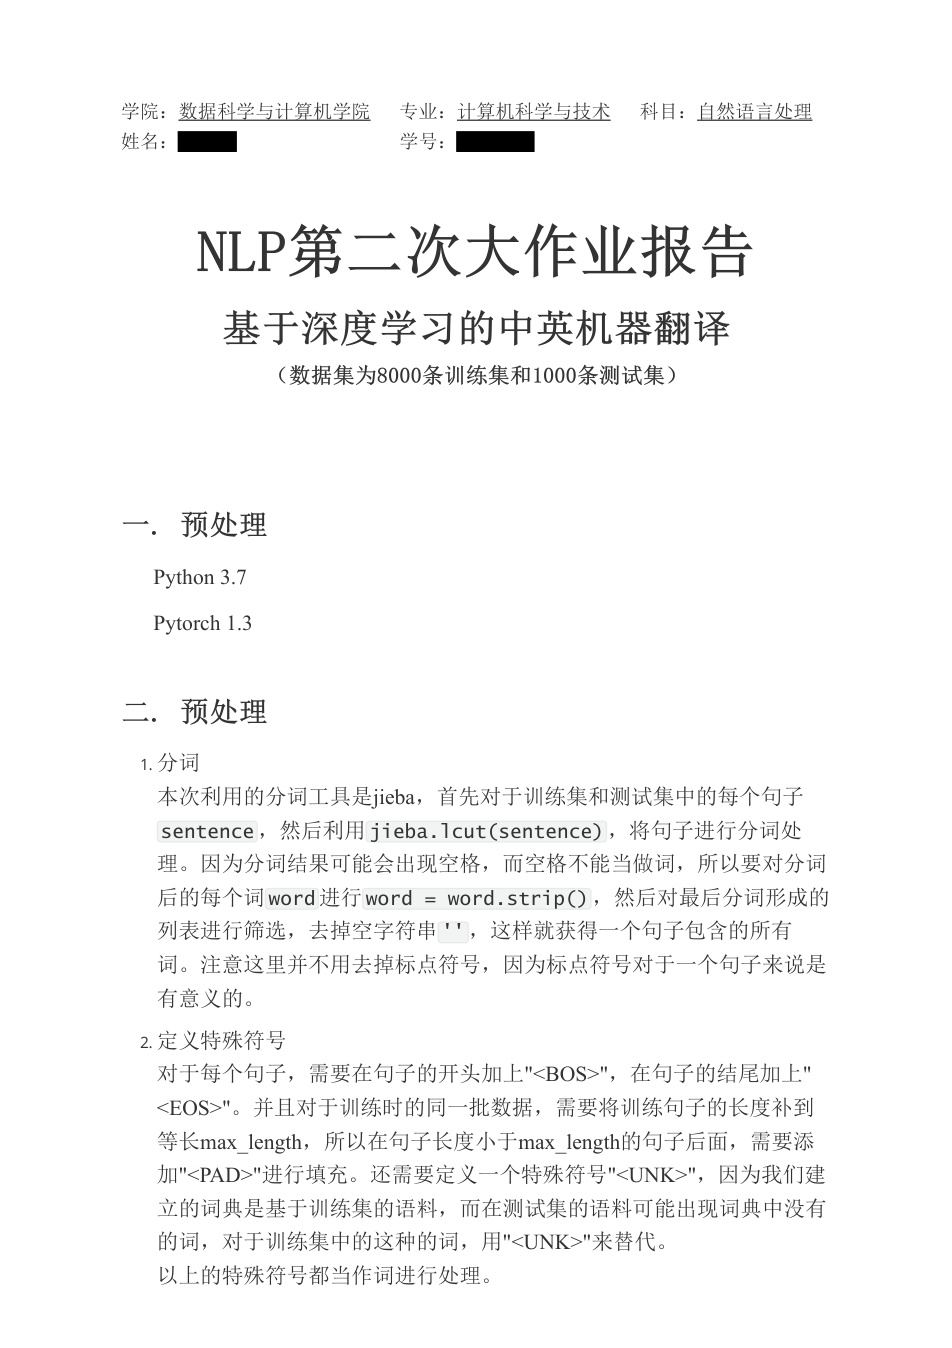 学院：数据科学与计算机学院 专业：计算机科学与技术 科目：自然语言处理
姓名： 学号：
NLP第二次大作业报告
基于深度学习的中英机器翻译
（数据集为8000条训练集和1000条测试集）
一. 预处理
Python 3.7
Pytorch 1.3
二. 预处理
1. 分词
本次利用的分词工具是jieba，首先对于训练集和测试集中的每个句子
sentence，然后利用jieba.lcut(sentence)，将句子进行分词处
理。因为分词结果可能会出现空格，而空格不能当做词，所以要对分词
后的每个词word进行word = word.strip()，然后对最后分词形成的
列表进行筛选，去掉空字符串''，这样就获得一个句子包含的所有
词。注意这里并不用去掉标点符号，因为标点符号对于一个句子来说是
有意义的。
2. 定义特殊符号
对于每个句子，需要在句子的开头加上"<BOS>"，在句子的结尾加上"
<EOS>"。并且对于训练时的同一批数据，需要将训练句子的长度补到
等长max_length，所以在句子长度小于max_length的句子后面，需要添
加"<PAD>"进行填充。还需要定义一个特殊符号"<UNK>"，因为我们建
立的词典是基于训练集的语料，而在测试集的语料可能出现词典中没有
的词，对于训练集中的这种的词，用"<UNK>"来替代。
以上的特殊符号都当作词进行处理。